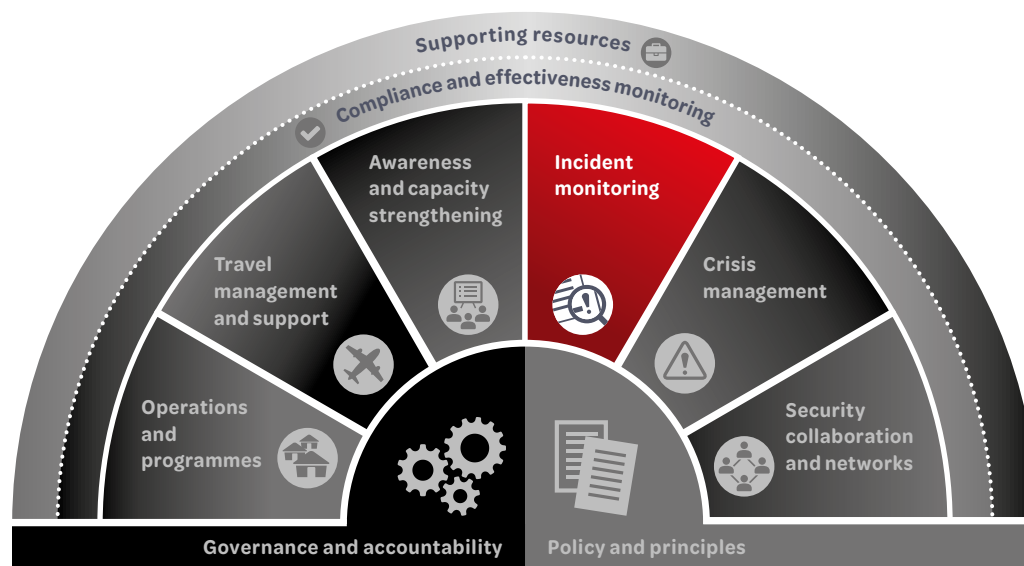 Supporting resources
Compliance and effectiveness monitoring
Awareness
and capacity
strengthening
Incident
monitoring
Travel
management
and support
Crisis
management
Operations
and
programmes
Security
collaboration
and networks
Governance and accountability
Policy and principles